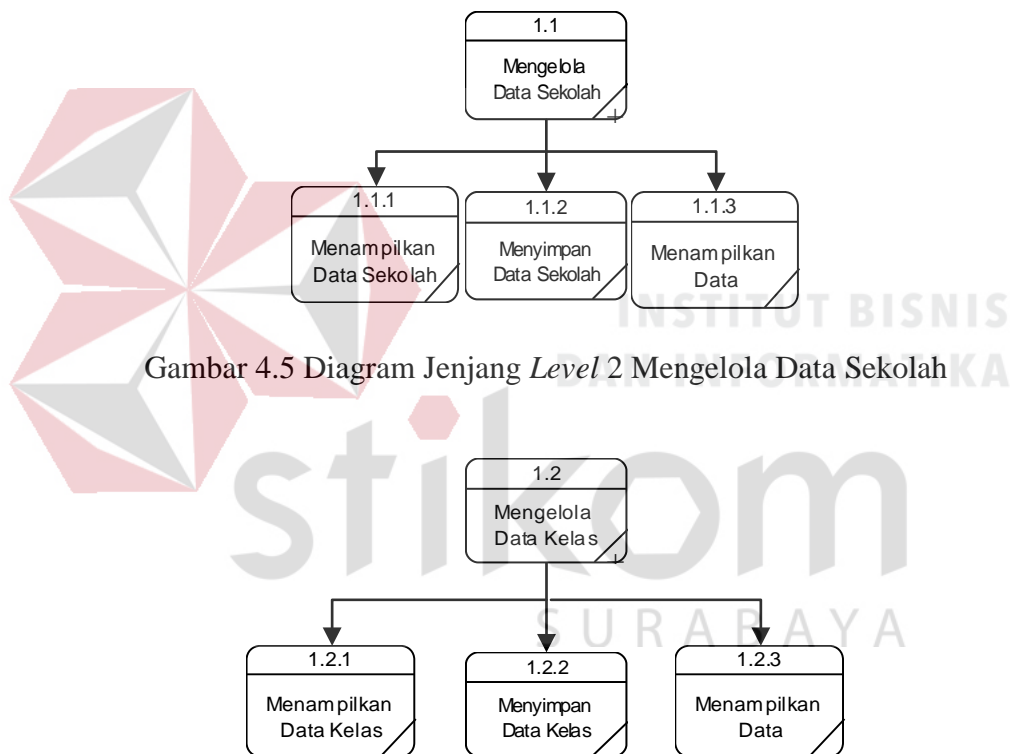 1.1
Mengelola
Data Sekolah
1.1.1
Menampilkan
Data Sekolah
1.1.2
Menyimpan
Data Sekolah
1.1.3
Menampilkan
Data
INSTITUT BISNIS
DAN INFORMATIKA
Gambar 4.5 Diagram Jenjang Level 2 Mengelola Data Sekolah
stikom
SURABAYA
1.2
Mengelola
Data Kelas
1.2.1
Menampilkan
Data Kelas
1.2.2
Menyimpan
Data Kelas
1.2.3
Menampilkan
Data